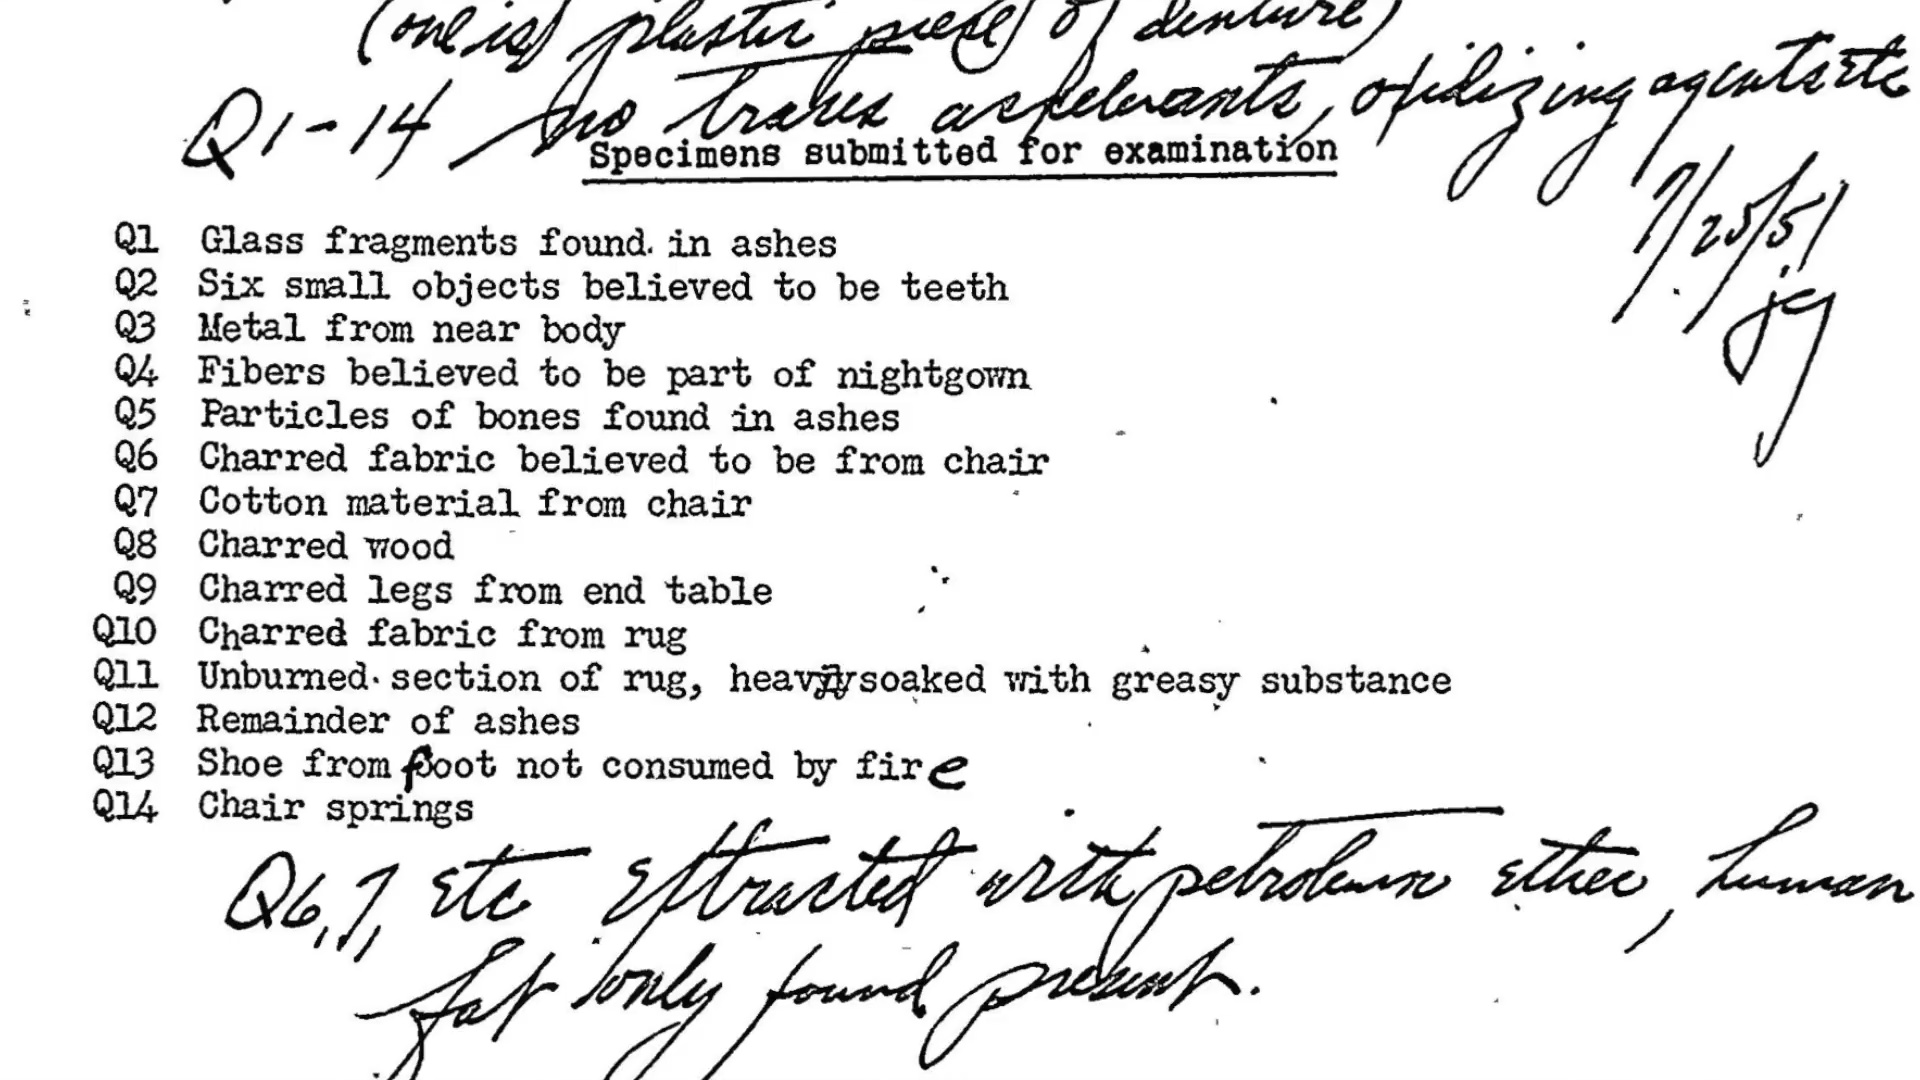 (one is) plastic piece of denture)
Q1-14 no traces accelerants, oxidizing agents etc
Specimens submitted for examination
7/25/51
jcg
Q1 Glass fragments found in ashes
Q2 Six small objects believed to be teeth
Q3 Metal from near body
Q4 Fibers believed to be part of nightgown
Q5 Particles of bones found in ashes
Q6 Charred fabric believed to be from chair
Q7 Cotton material from chair
Q8 Charred wood
Q9 Charred legs from end table
Q10 Charred fabric from rug
Q11 Unburned section of rug, heavily soaked with greasy substance
Q12 Remainder of ashes
Q13 Shoe from foot not consumed by fire
Q14 Chair springs
Q6,7, etc extracted with petroleum ether, human
fat only found present.